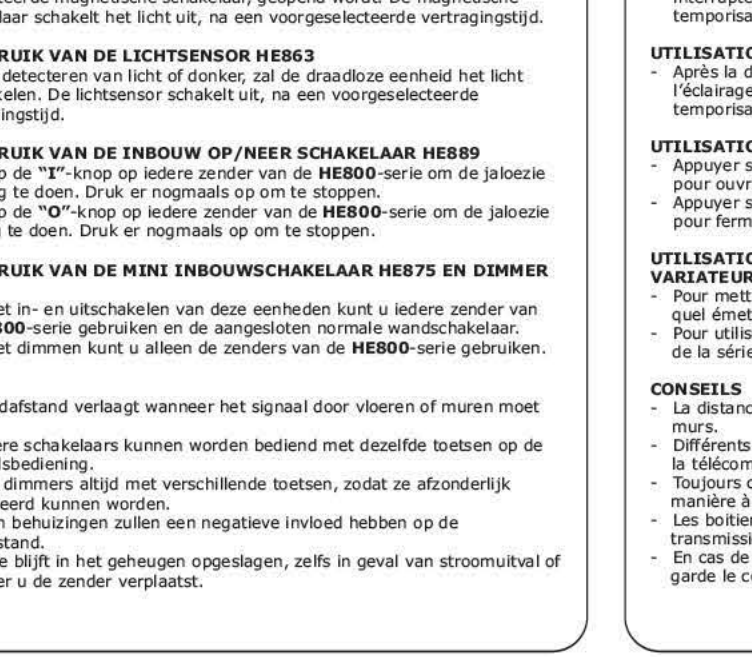 laar schakelt het licht uit, na een voorgeselecteerde vertragingstijd.
RUIK VAN DE LICHTSENSOR HE863
detecteren van licht of donker, zal de draadloze eenheid het licht
kelen. De lichtsensor schakelt uit, na een voorgeselecteerde
ingstijd.
RUIK VAN DE INBOUW OP/NEER SCHAKELAAR HE889
p de “I”-knop op iedere zender van de HE800-serie om de jaloezie
g te doen. Druk er nogmaals op om te stoppen.
p de “O”-knop op iedere zender van de HE800-serie om de jaloezie
g te doen. Druk er nogmaals op om te stoppen.
RUIK VAN DE MINI INBOUWSCHAKELAAR HE875 EN DIMMER
et in- en uitschakelen van deze eenheden kunt u iedere zender van
800-serie gebruiken en de aangesloten normale wandschakelaar.
et dimmen kunt u alleen de zenders van de HE800-serie gebruiken.
dafstand verlaagt wanneer het signaal door vloeren of muren moet
ere schakelaars kunnen worden bediend met dezelfde toetsen op de
dsbediening.
dimmers altijd met verschillende toetsen, zodat ze afzonderlijk
eerd kunnen worden.
n behuizingen zullen een negatieve invloed hebben op de
stand.
e blijft in het geheugen opgeslagen, zelfs in geval van stroomuitval of
er u de zender verplaatst.
temporisa
UTILISATIO
- Après la d
l’éclairage
temporisa
UTILISATIO
- Appuyer s
pour ouvr
- Appuyer s
pour ferm
UTILISATIO
VARIATEUR
- Pour mett
quel émet
- Pour utilis
de la série
CONSEILS
- La distanc
murs.
- Différents
la télécom
- Toujours c
manière à
- Les boitier
transmissi
- En cas de
garde le c